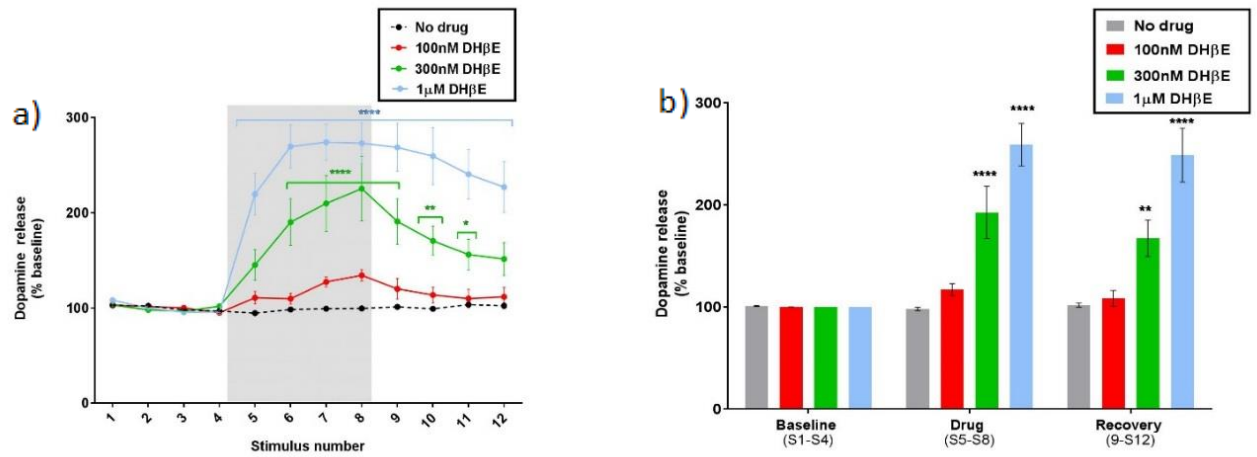 a)
No drug
100nM DHβE
300nM DHβE
1μM DHβE
Dopamine release
(% baseline)
300
200
100
0
****
****
**
*
1 2 3 4 5 6 7 8 9 10 11 12
Stimulus number
b)
No drug
100nM DHβE
300nM DHβE
1μM DHβE
Dopamine release
(% baseline)
300
200
100
0
****
****
**
****
Baseline
(S1-S4)
Drug
(S5-S8)
Recovery
(9-S12)